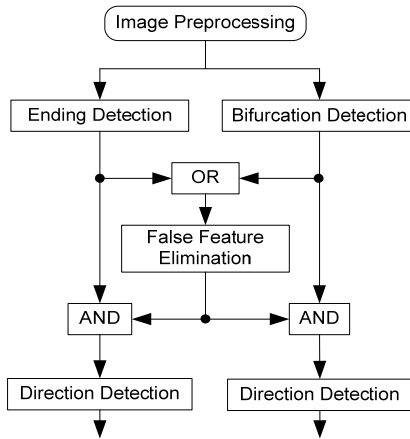 Image Preprocessing
Ending Detection
Bifurcation Detection
OR
False Feature
Elimination
AND
AND
Direction Detection
Direction Detection